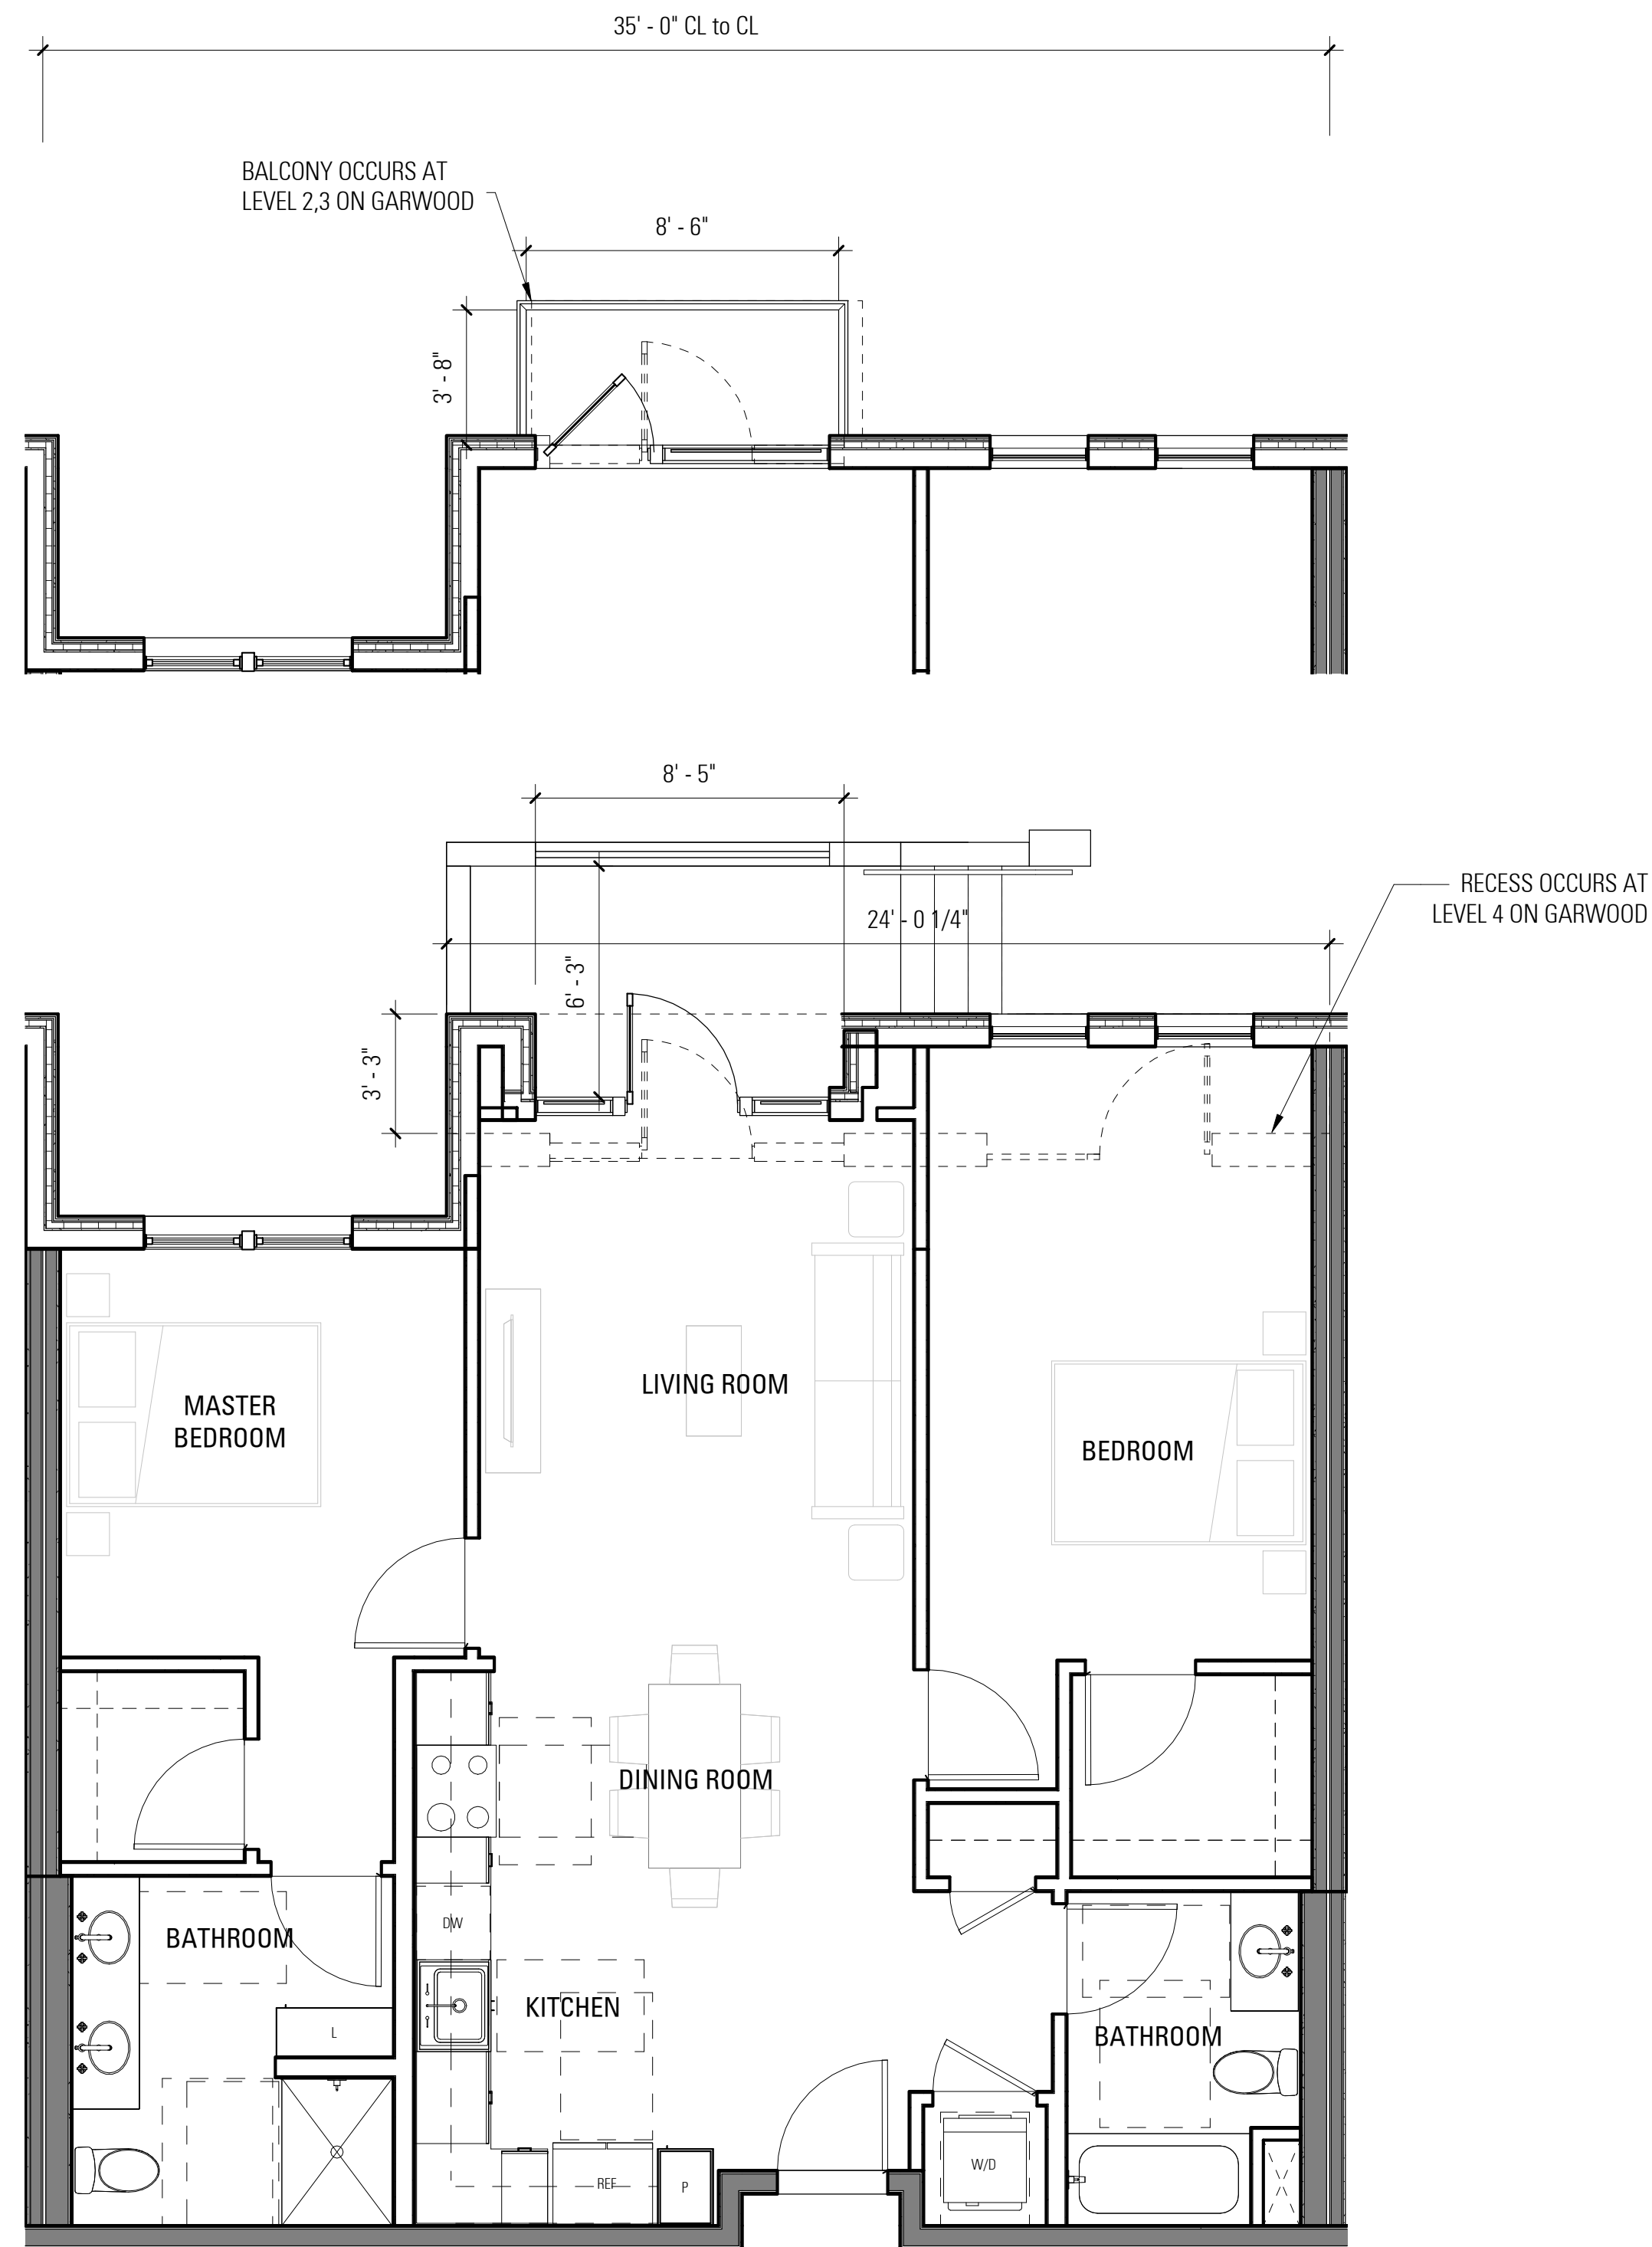 35' - 0" CL to CL
BALCONY OCCURS AT
LEVEL 2,3 ON GARWOOD
8' - 6"
3' - 8"
8' - 5"
RECESS OCCURS AT
LEVEL 4 ON GARWOOD
24' - 0 1/4"
6' - 3"
3' - 3"
LIVING ROOM
MASTER
BEDROOM
BEDROOM
DINING ROOM
DW
BATHROOM
KITCHEN
L
BATHROOM
W/D
REF
P